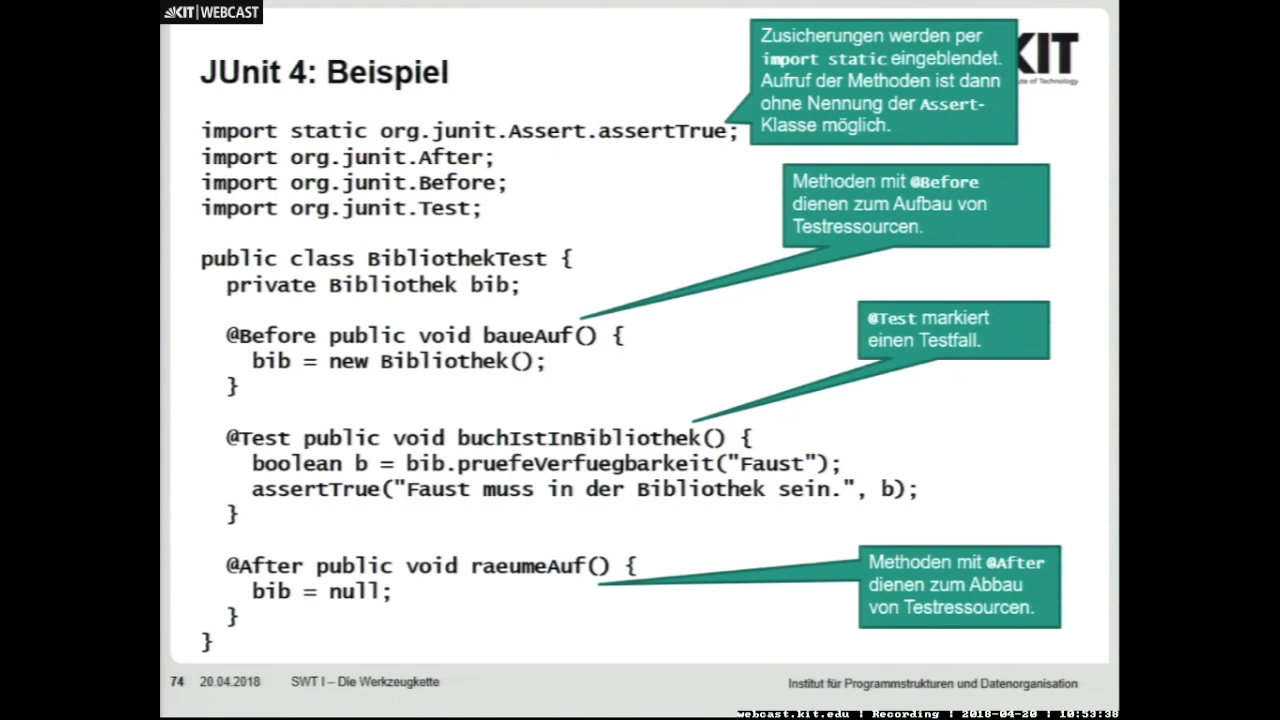 KIT | WEBCAST
JUnit 4: Beispiel
Zusicherungen werden per
import static eingeblendet.
Aufruf der Methoden ist dann
ohne Nennung der Assert-
Klasse möglich.
KIT
ute of Technology
import static org.junit.Assert.assertTrue;
import org.junit.After;
import org.junit.Before;
import org.junit.Test;
Methoden mit @Before
dienen zum Aufbau von
Testressourcen.
public class BibliothekTest {
private Bibliothek bib;
@Before public void baueAuf() {
bib = new Bibliothek();
}
@Test markiert
einen Testfall.
@Test public void buchIstInBibliothek() {
boolean b = bib.pruefeVerfuegbarkeit("Faust");
assertTrue("Faust muss in der Bibliothek sein.", b);
}
@After public void raeumeAuf() {
bib = null;
}
}
Methoden mit @After
dienen zum Abbau
von Testressourcen.
74 20.04.2018 SWT I – Die Werkzeugkette
Institut für Programmstrukturen und Datenorganisation
webcast.kit.edu | Recording | 2018-04-20 | 10:53:38